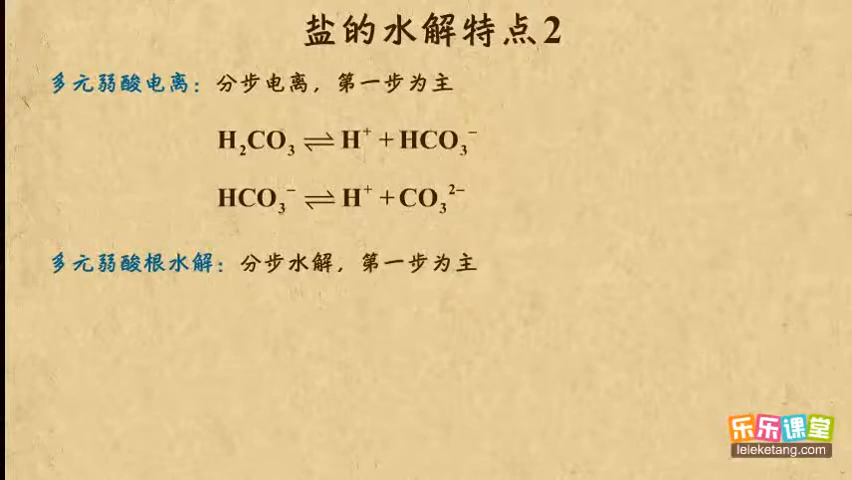 盐的水解特点2
多元弱酸电离：分步电离，第一步为主
H₂CO₃ ⇌ H⁺ + HCO₃⁻
HCO₃⁻ ⇌ H⁺ + CO₃²⁻
多元弱酸根水解：分步水解，第一步为主
乐乐课堂
leleketang.com